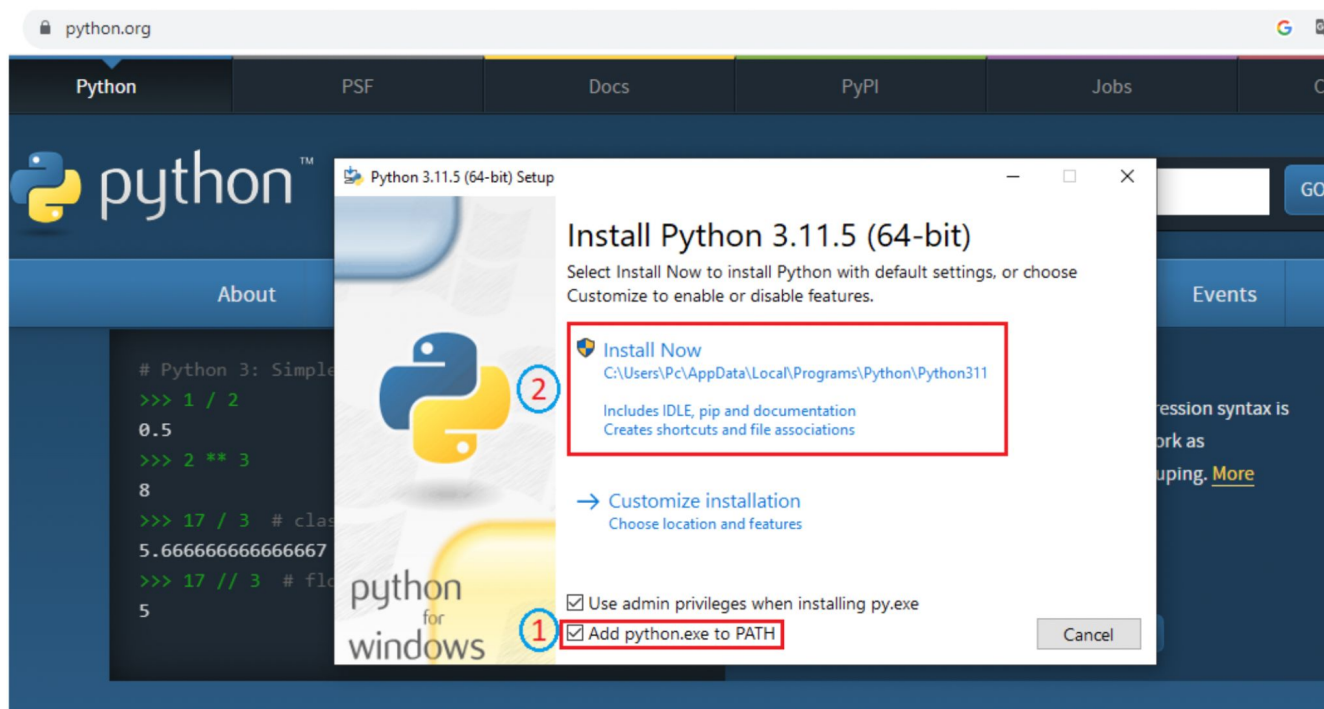 python.org
Python PSF Docs PyPI Jobs
python™
GO
Python 3.11.5 (64-bit) Setup
Install Python 3.11.5 (64-bit)
Select Install Now to install Python with default settings, or choose
Customize to enable or disable features.
About
Events
2
Install Now
C:\Users\Pc\AppData\Local\Programs\Python\Python311
Includes IDLE, pip and documentation
Creates shortcuts and file associations
Customize installation
Choose location and features
Use admin privileges when installing py.exe
1
Add python.exe to PATH
Cancel
python
for
windows
# Python 3: Simple
>>> 1 / 2
0.5
>>> 2 ** 3
8
>>> 17 / 3 # clas
5.666666666666667
>>> 17 // 3 # flo
5
ression syntax is
ork as
uping. More